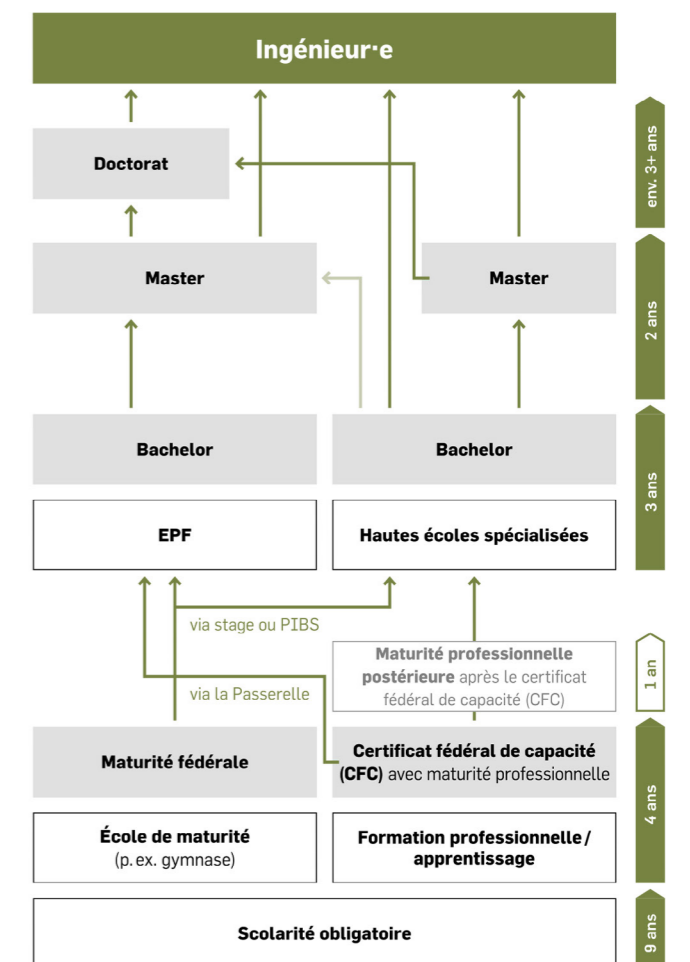 Ingénieur·e
Doctorat
env. 3+ ans
Master
Master
2 ans
Bachelor
Bachelor
3 ans
EPF
Hautes écoles spécialisées
via stage ou PIBS
Maturité professionnelle
postérieure après le certificat
fédéral de capacité (CFC)
1 an
via la Passerelle
Maturité fédérale
Certificat fédéral de capacité
(CFC) avec maturité professionnelle
4 ans
École de maturité
(p. ex. gymnase)
Formation professionnelle /
apprentissage
Scolarité obligatoire
9 ans